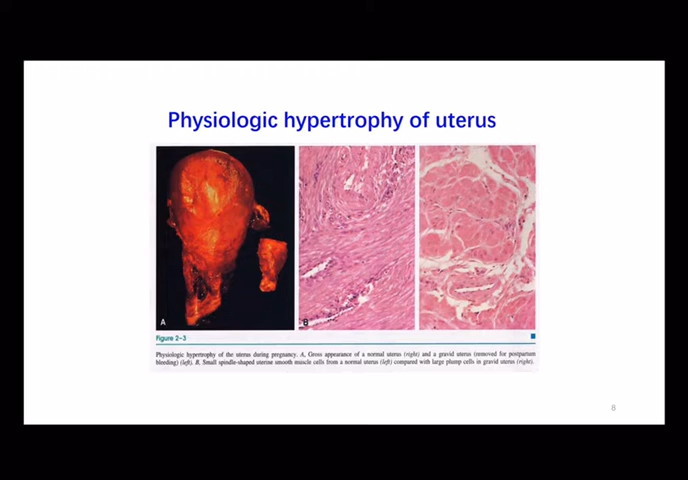 Physiologic hypertrophy of uterus
A
B
Figure 2–3
Physiologic hypertrophy of the uterus during pregnancy. A, Gross appearance of a normal uterus (right) and a gravid uterus (removed for postpartum
bleeding) (left). B, Small spindle-shaped uterine smooth muscle cells from a normal uterus (left) compared with large plump cells in gravid uterus (right).
8